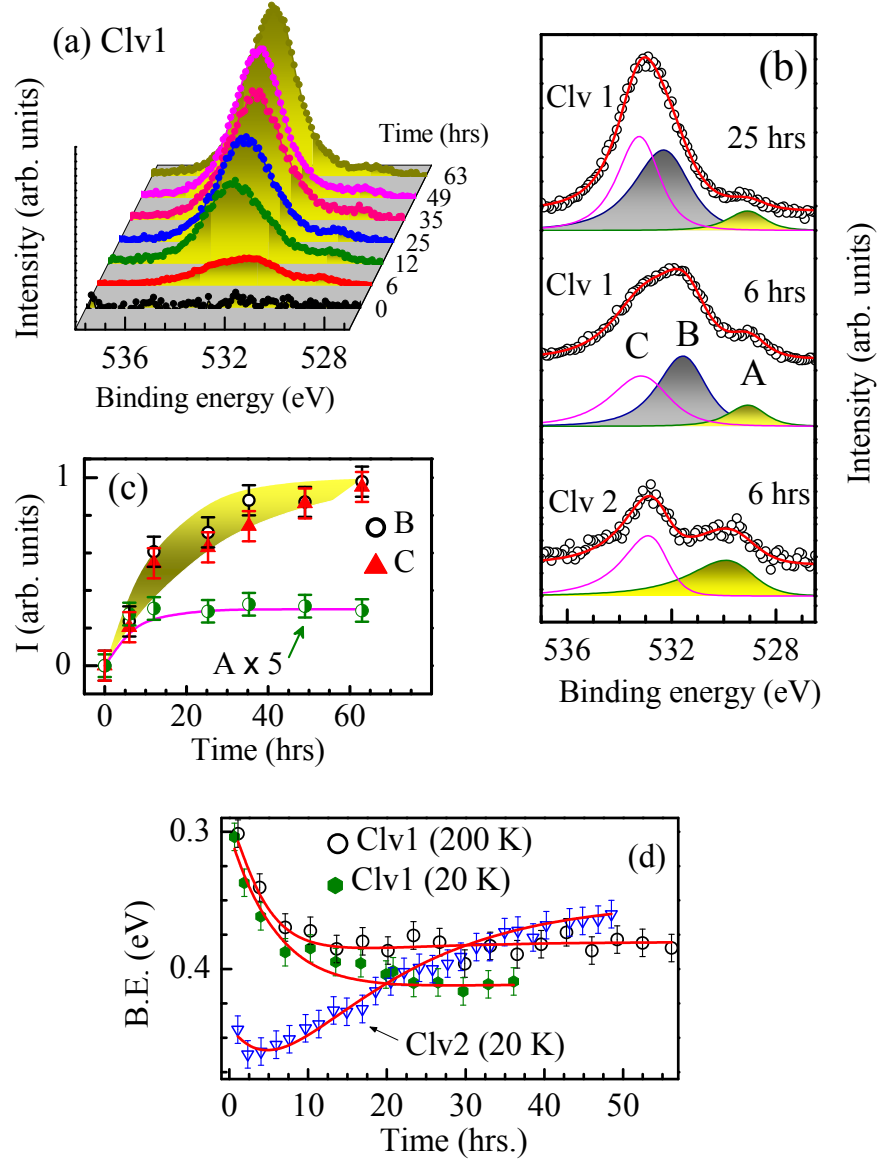 (a) Clv1
Intensity (arb. units)
Time (hrs)
63
49
35
25
12
6
0
536 532 528
Binding energy (eV)
(b)
Clv 1
25 hrs
Clv 1
6 hrs
C B A
Clv 2
6 hrs
536 532 528
Binding energy (eV)
Intensity (arb. units)
(c)
1
0
I (arb. units)
B
C
A x 5
0 20 40 60
Time (hrs)
(d)
0.3
0.4
B.E. (eV)
Clv1 (200 K)
Clv1 (20 K)
Clv2 (20 K)
0 10 20 30 40 50
Time (hrs.)